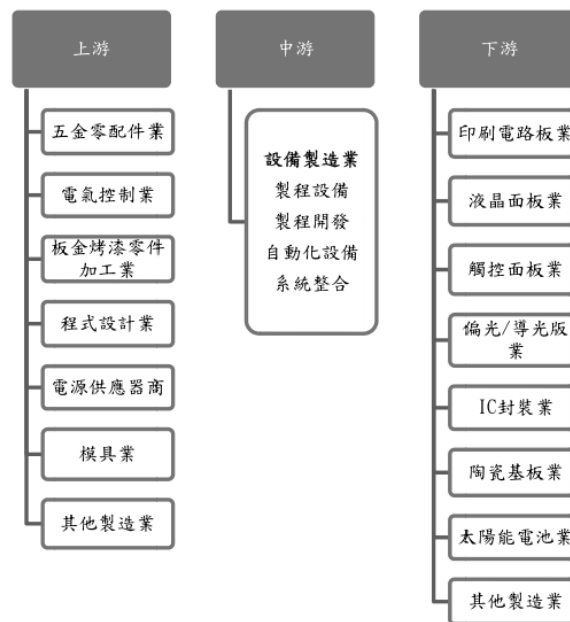 上游
五金零配件業
電氣控制業
板金烤漆零件
加工業
程式設計業
電源供應器商
模具業
其他製造業
中游
設備製造業
製程設備
製程開發
自動化設備
系統整合
下游
印刷電路板業
液晶面板業
觸控面板業
偏光/導光版
業
IC封裝業
陶瓷基板業
太陽能電池業
其他製造業